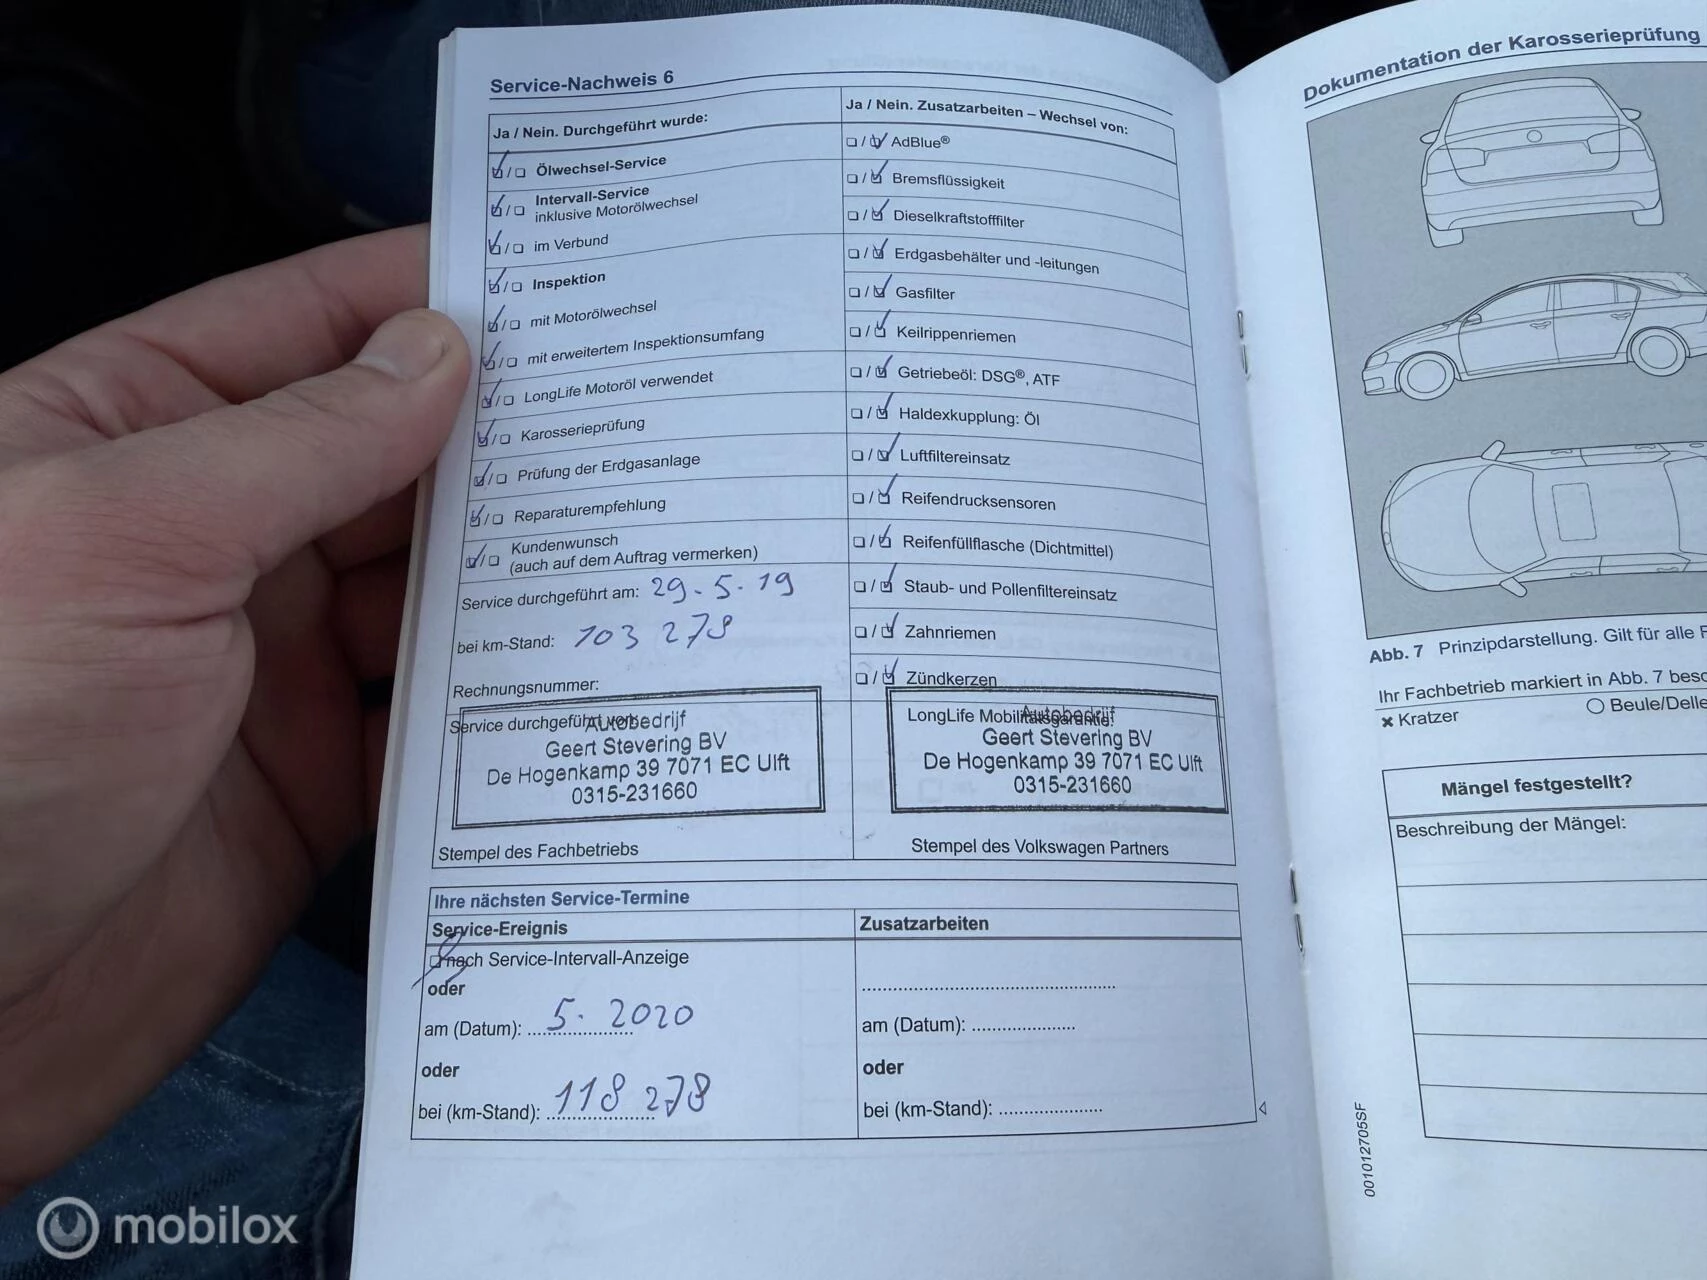 Service-Nachweis 6
Ja / Nein. Durchgeführt wurde:
Ölwechsel-Service
Intervall-Service
inklusive Motorölwechsel
im Verbund
Inspektion
mit Motorölwechsel
mit erweitertem Inspektionsumfang
LongLife Motoröl verwendet
Karosserieprüfung
Prüfung der Erdgasanlage
Reparaturempfehlung
Kundenwunsch
(auch auf dem Auftrag vermerken)
Service durchgeführt am: 29.5.19
bei km-Stand: 103 278
Rechnungsnummer:
Service durchgeführt von:
Autobedrijf
Geert Stevering BV
De Hogenkamp 39 7071 EC Ulft
0315-231660
Stempel des Fachbetriebs
Ja / Nein. Zusatzarbeiten – Wechsel von:
AdBlue®
Bremsflüssigkeit
Dieselkraftstofffilter
Erdgasbehälter und -leitungen
Gasfilter
Keilrippenriemen
Getriebeöl: DSG®, ATF
Haldexkupplung: Öl
Luftfiltereinsatz
Reifendrucksensoren
Reifenfüllflasche (Dichtmittel)
Staub- und Pollenfiltereinsatz
Zahnriemen
Zündkerzen
LongLife Mobilitätsgarantie:
Autobedrijf
Geert Stevering BV
De Hogenkamp 39 7071 EC Ulft
0315-231660
Stempel des Volkswagen Partners
Ihre nächsten Service-Termine
Service-Ereignis
nach Service-Intervall-Anzeige
oder
am (Datum): 5. 2020
oder
bei (km-Stand): 118 278
Zusatzarbeiten
am (Datum):
oder
bei (km-Stand):
Dokumentation der Karosserieprüfung
Abb. 7 Prinzipdarstellung. Gilt für alle
Ihr Fachbetrieb markiert in Abb. 7
Kratzer
Beule/Delle
Mängel festgestellt?
Beschreibung der Mängel:
001012705SF
mobilox